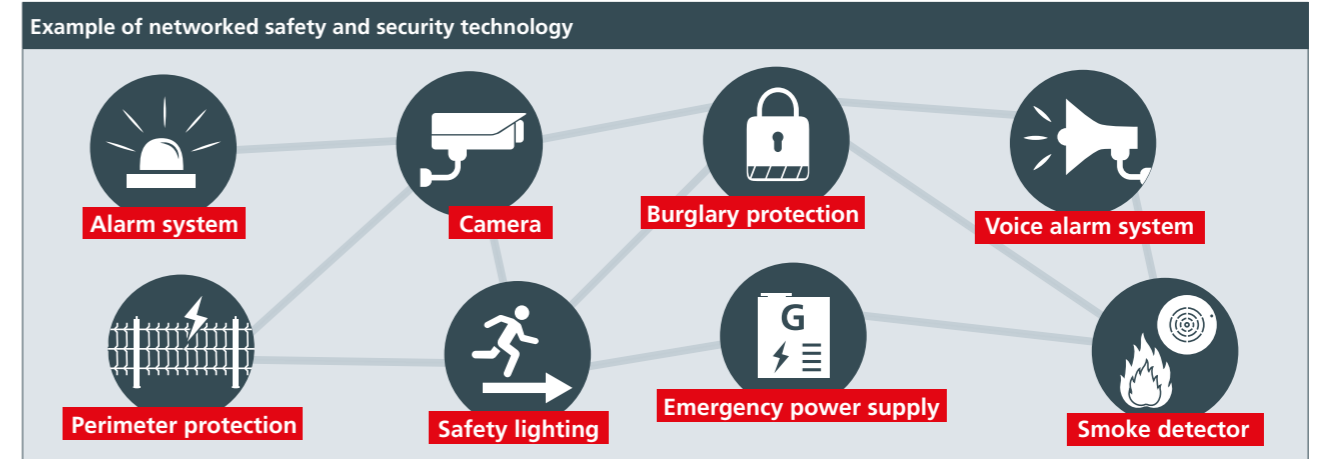 Example of networked safety and security technology
Alarm system
Camera
Burglary protection
Voice alarm system
G
Perimeter protection
Safety lighting
Emergency power supply
Smoke detector